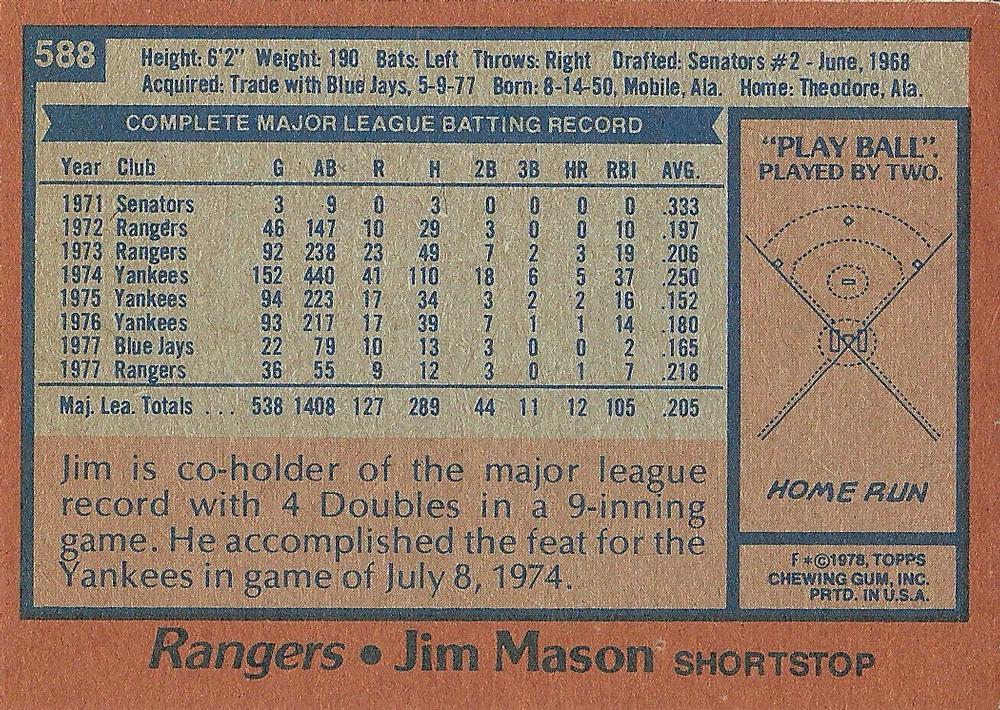 588
Height: 6'2" Weight: 190 Bats: Left Throws: Right Drafted: Senators #2 - June, 1968
Acquired: Trade with Blue Jays, 5-9-77 Born: 8-14-50, Mobile, Ala. Home: Theodore, Ala.
COMPLETE MAJOR LEAGUE BATTING RECORD
Year Club G AB R H 2B 3B HR RBI AVG.
1971 Senators 3 9 0 3 0 0 0 0 .333
1972 Rangers 46 147 10 29 3 0 0 10 .197
1973 Rangers 92 238 23 49 7 2 3 19 .206
1974 Yankees 152 440 41 110 18 6 5 37 .250
1975 Yankees 94 223 17 34 3 2 2 16 .152
1976 Yankees 93 217 17 39 7 1 1 14 .180
1977 Blue Jays 22 79 10 13 3 0 0 2 .165
1977 Rangers 36 55 9 12 3 0 1 7 .218
Maj. Lea. Totals . . . 538 1408 127 289 44 11 12 105 .205
Jim is co-holder of the major league
record with 4 Doubles in a 9-inning
game. He accomplished the feat for the
Yankees in game of July 8, 1974.
"PLAY BALL".
PLAYED BY TWO.
HOME RUN
F*©1978, TOPPS
CHEWING GUM, INC.
PRTD. IN U.S.A.
Rangers • Jim Mason SHORTSTOP